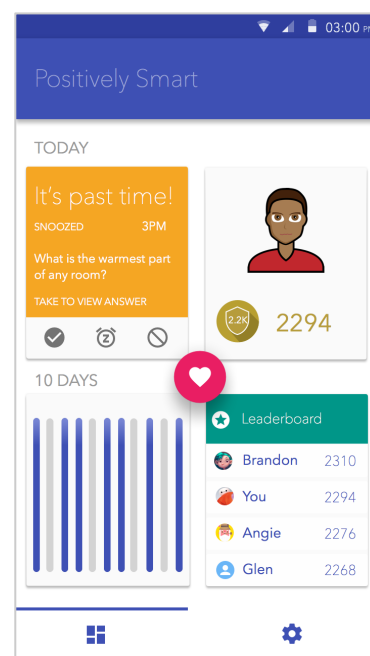 03:00 PM
Positively Smart
TODAY
It's past time!
SNOOZED 3PM
What is the warmest part
of any room?
TAKE TO VIEW ANSWER
2.2K 2294
10 DAYS
Leaderboard
Brandon 2310
You 2294
Angie 2276
Glen 2268